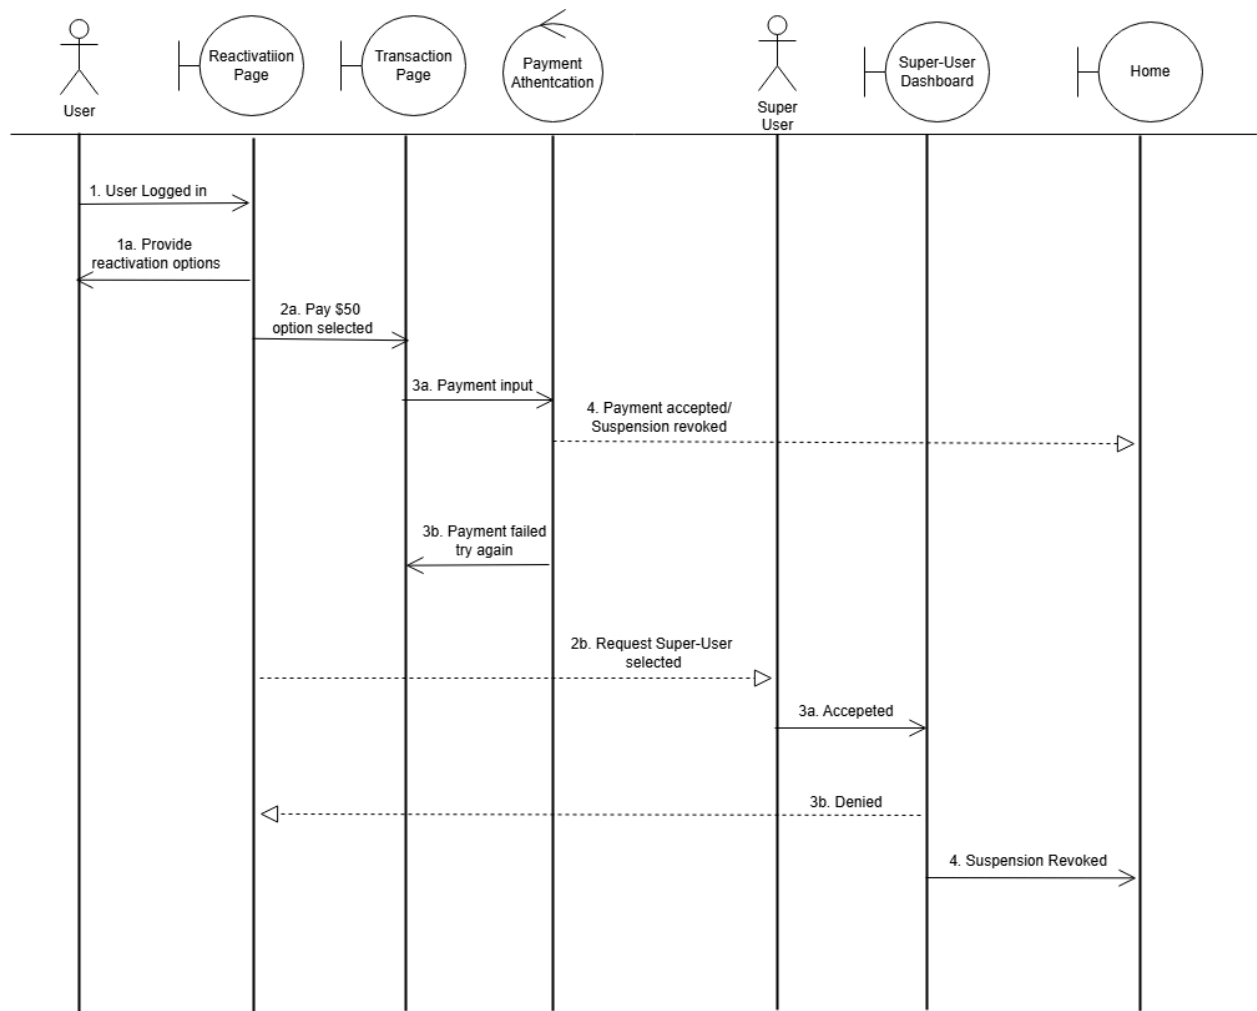 User
Reactivatiion
Page
Transaction
Page
Payment
Athentcation
Super
User
Super-User
Dashboard
Home
1. User Logged in
1a. Provide
reactivation options
2a. Pay $50
option selected
3a. Payment input
4. Payment accepted/
Suspension revoked
3b. Payment failed
try again
2b. Request Super-User
selected
3a. Accepeted
3b. Denied
4. Suspension Revoked